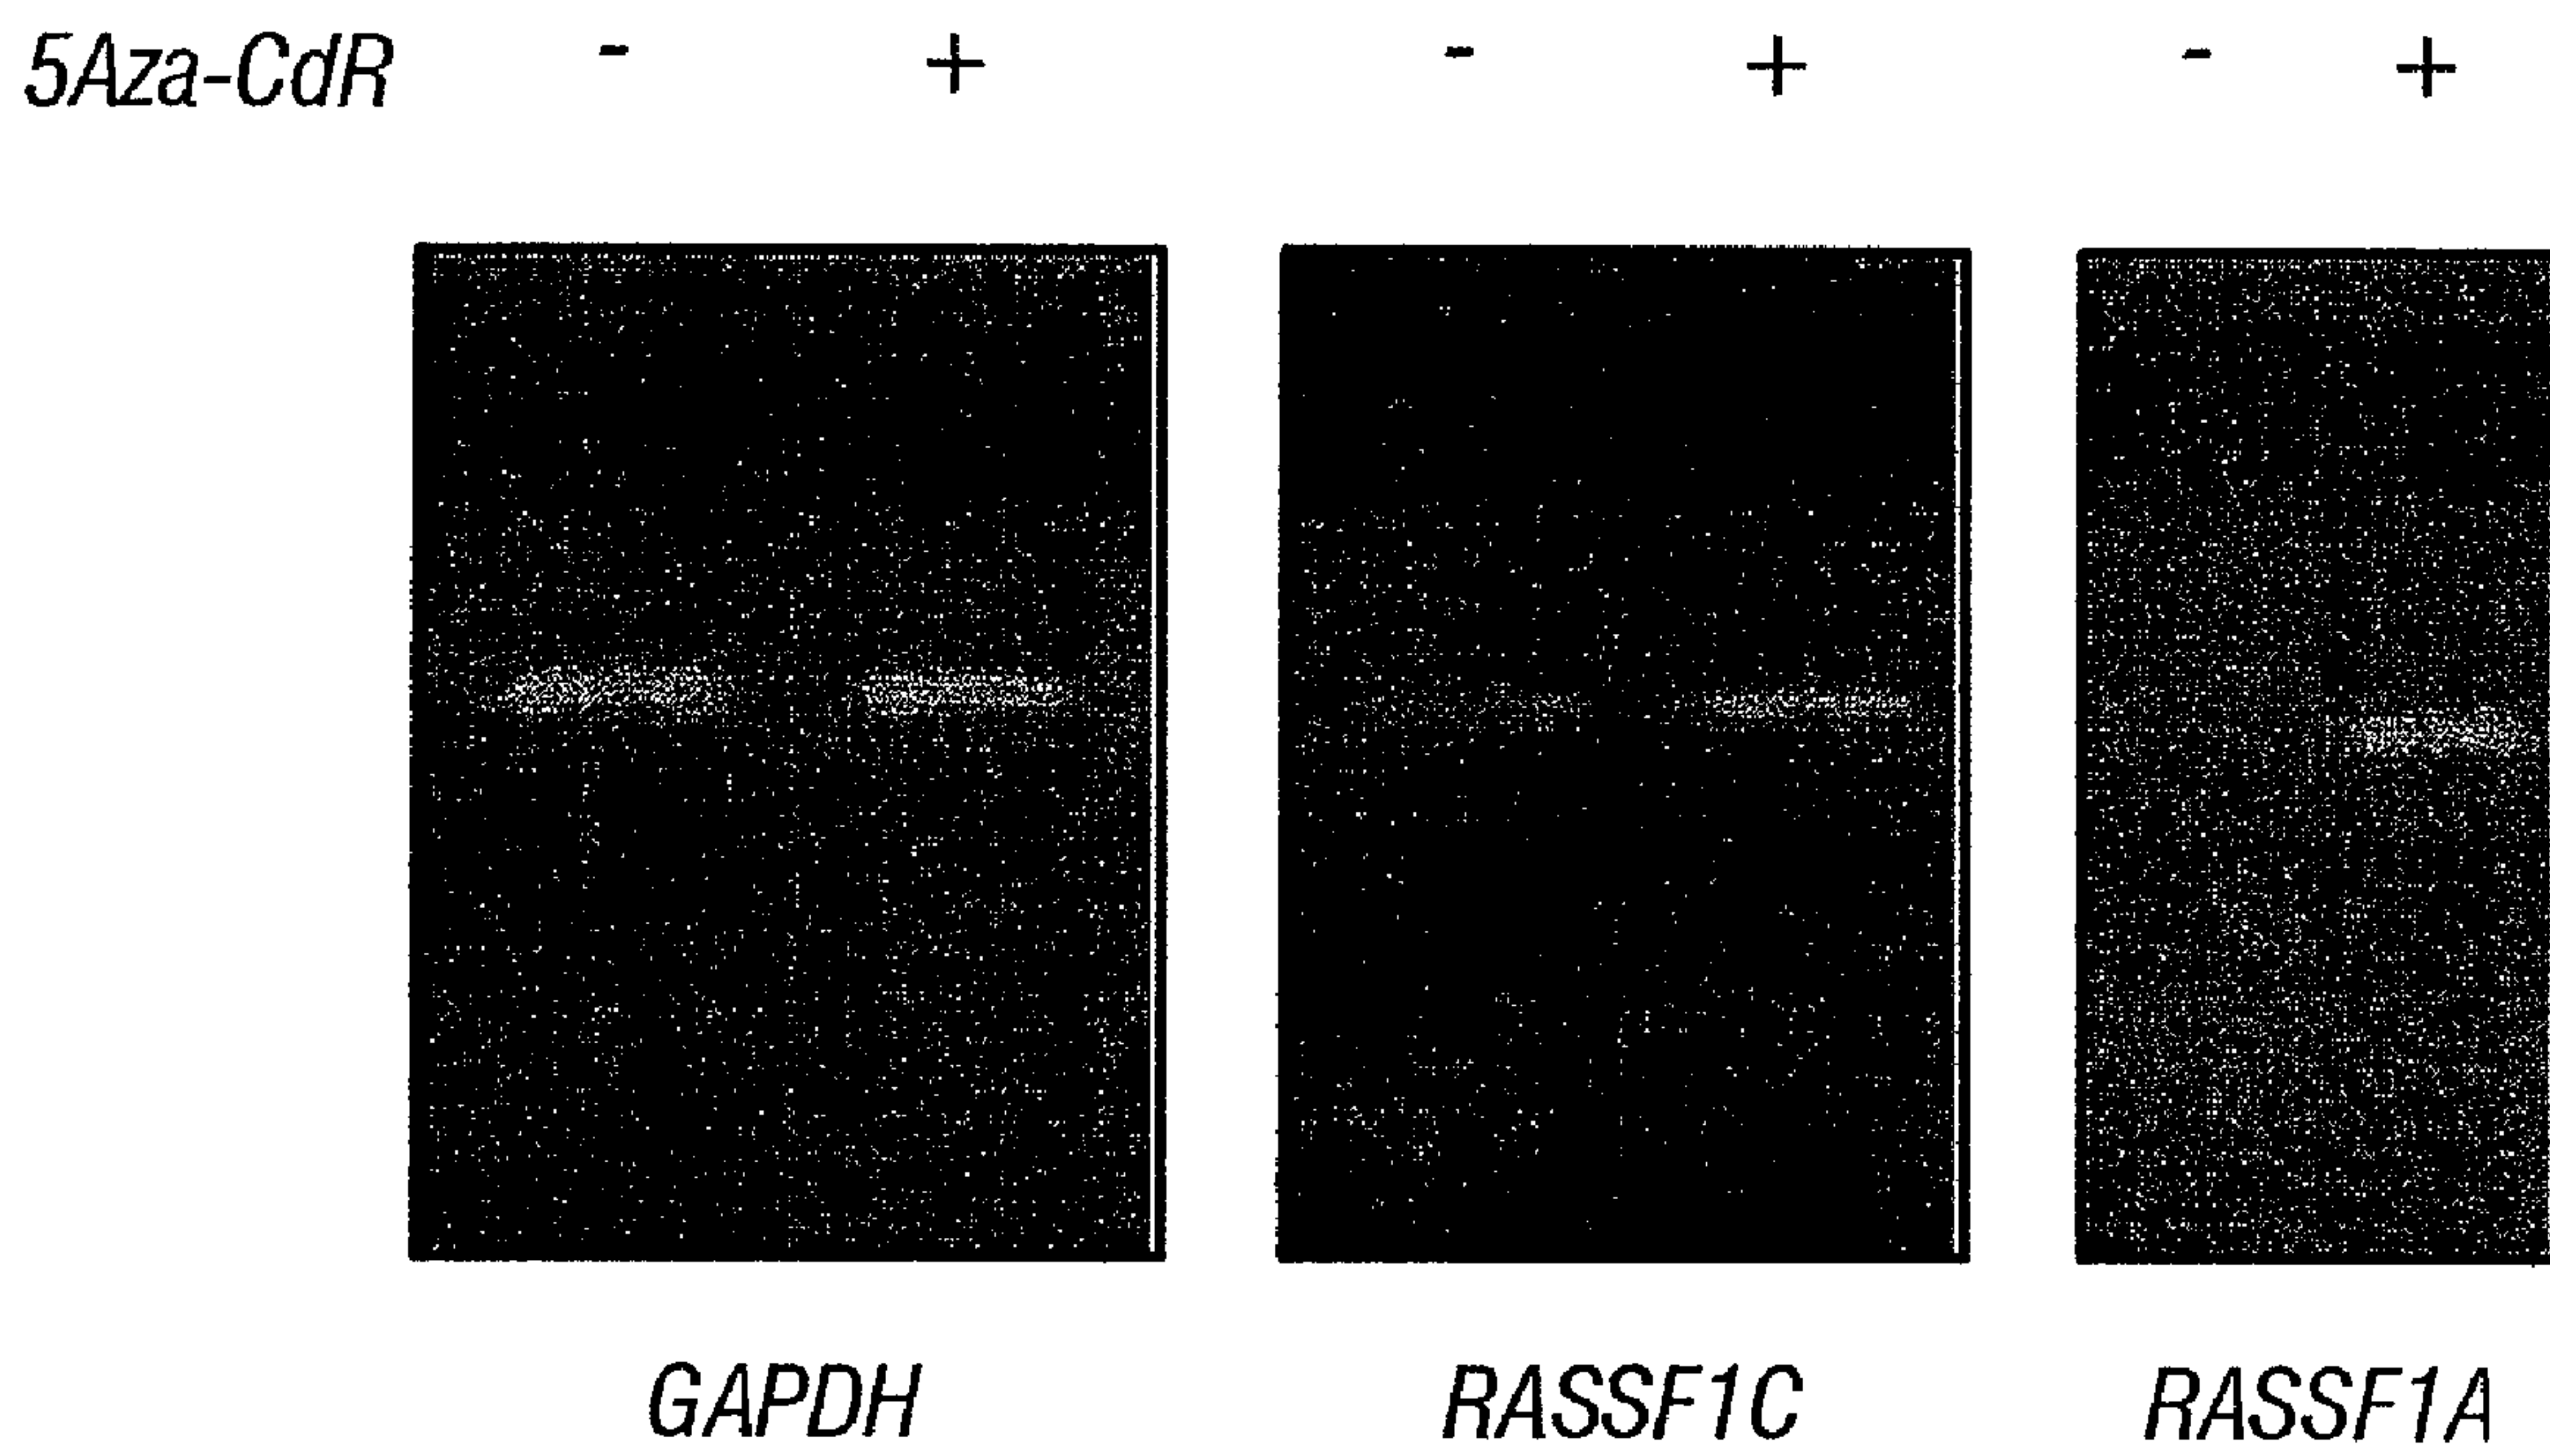 5Aza-CdR - + - + - +
GAPDH RASSF1C RASSF1A